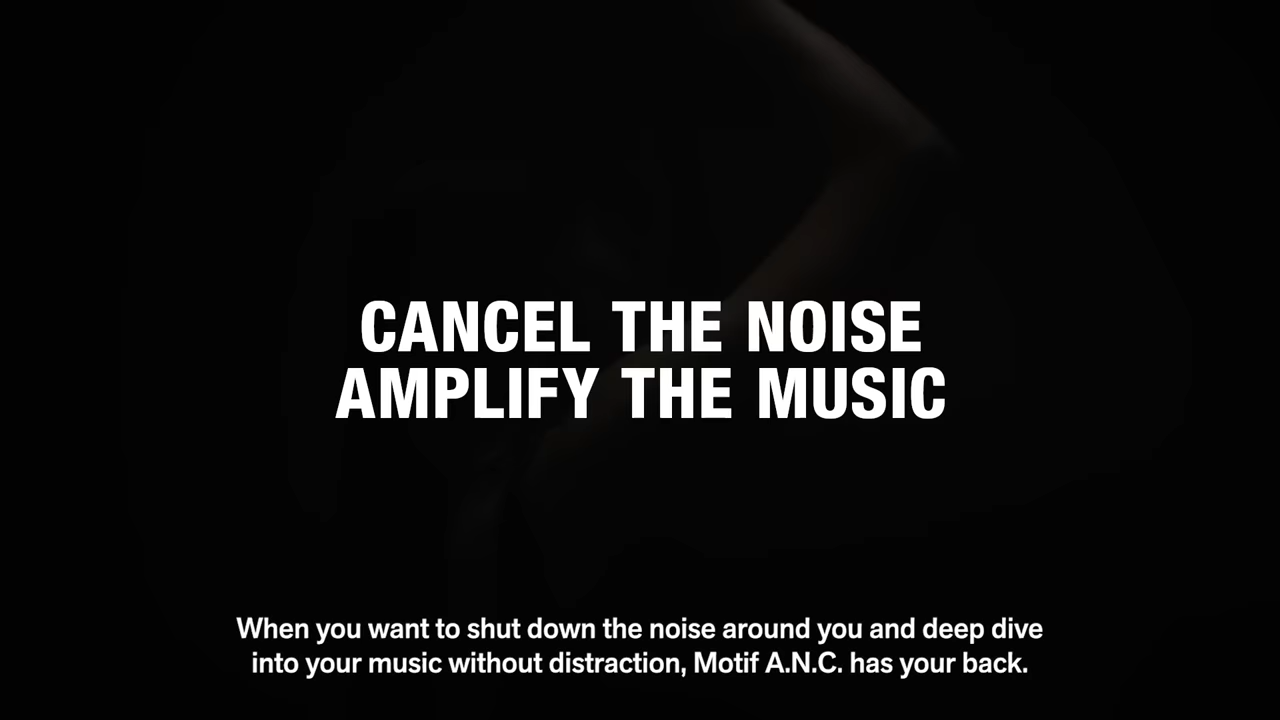 CANCEL THE NOISE
AMPLIFY THE MUSIC
When you want to shut down the noise around you and deep dive
into your music without distraction, Motif A.N.C. has your back.